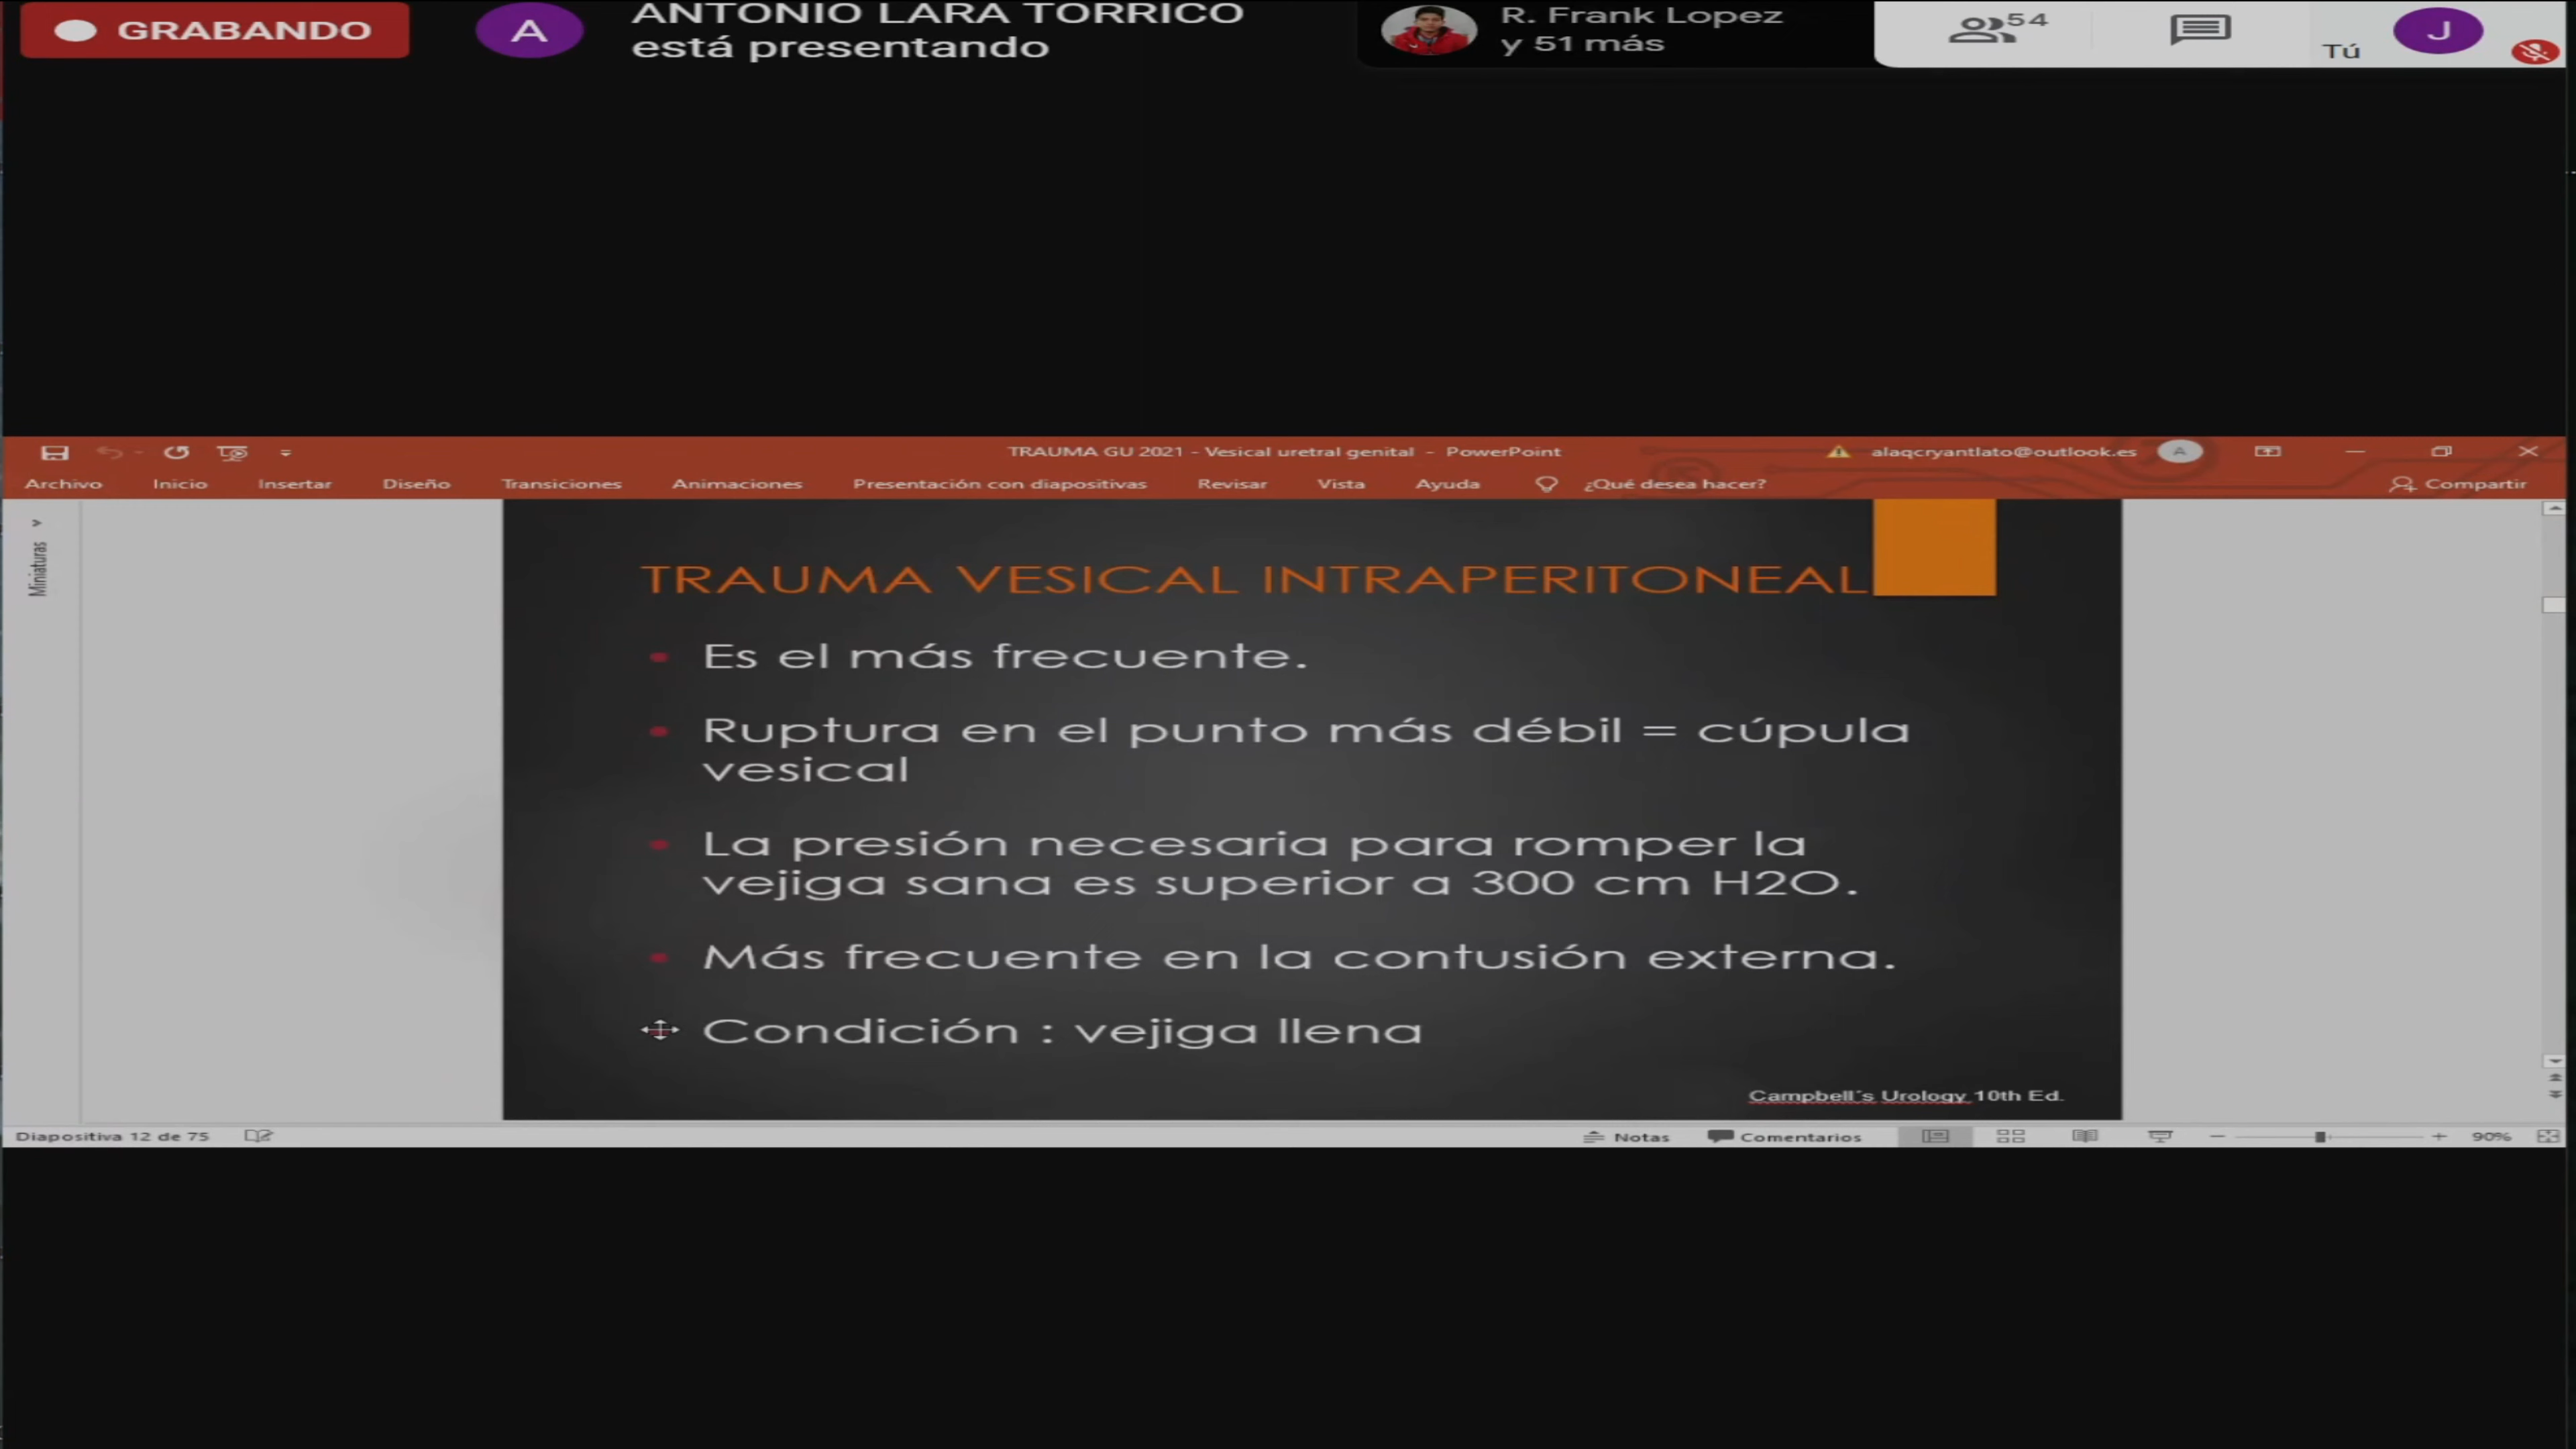 GRABANDO
A
ANTONIO LARA TORRICO
está presentando
R. Frank Lopez
y 51 más
54
Tú
J
TRAUMA GU 2021 - Vesical uretral genital - PowerPoint
alaqcryantlato@outlook.es
A
Archivo Inicio Insertar Diseño Transiciones Animaciones Presentación con diapositivas Revisar Vista Ayuda ¿Qué desea hacer? Compartir
Miniaturas
TRAUMA VESICAL INTRAPERITONEAL
• Es el más frecuente.
• Ruptura en el punto más débil = cúpula
vesical
• La presión necesaria para romper la
vejiga sana es superior a 300 cm H2O.
• Más frecuente en la contusión externa.
Condición : vejiga llena
Campbell´s Urology 10th Ed.
Diapositiva 12 de 75 Notas Comentarios 90%